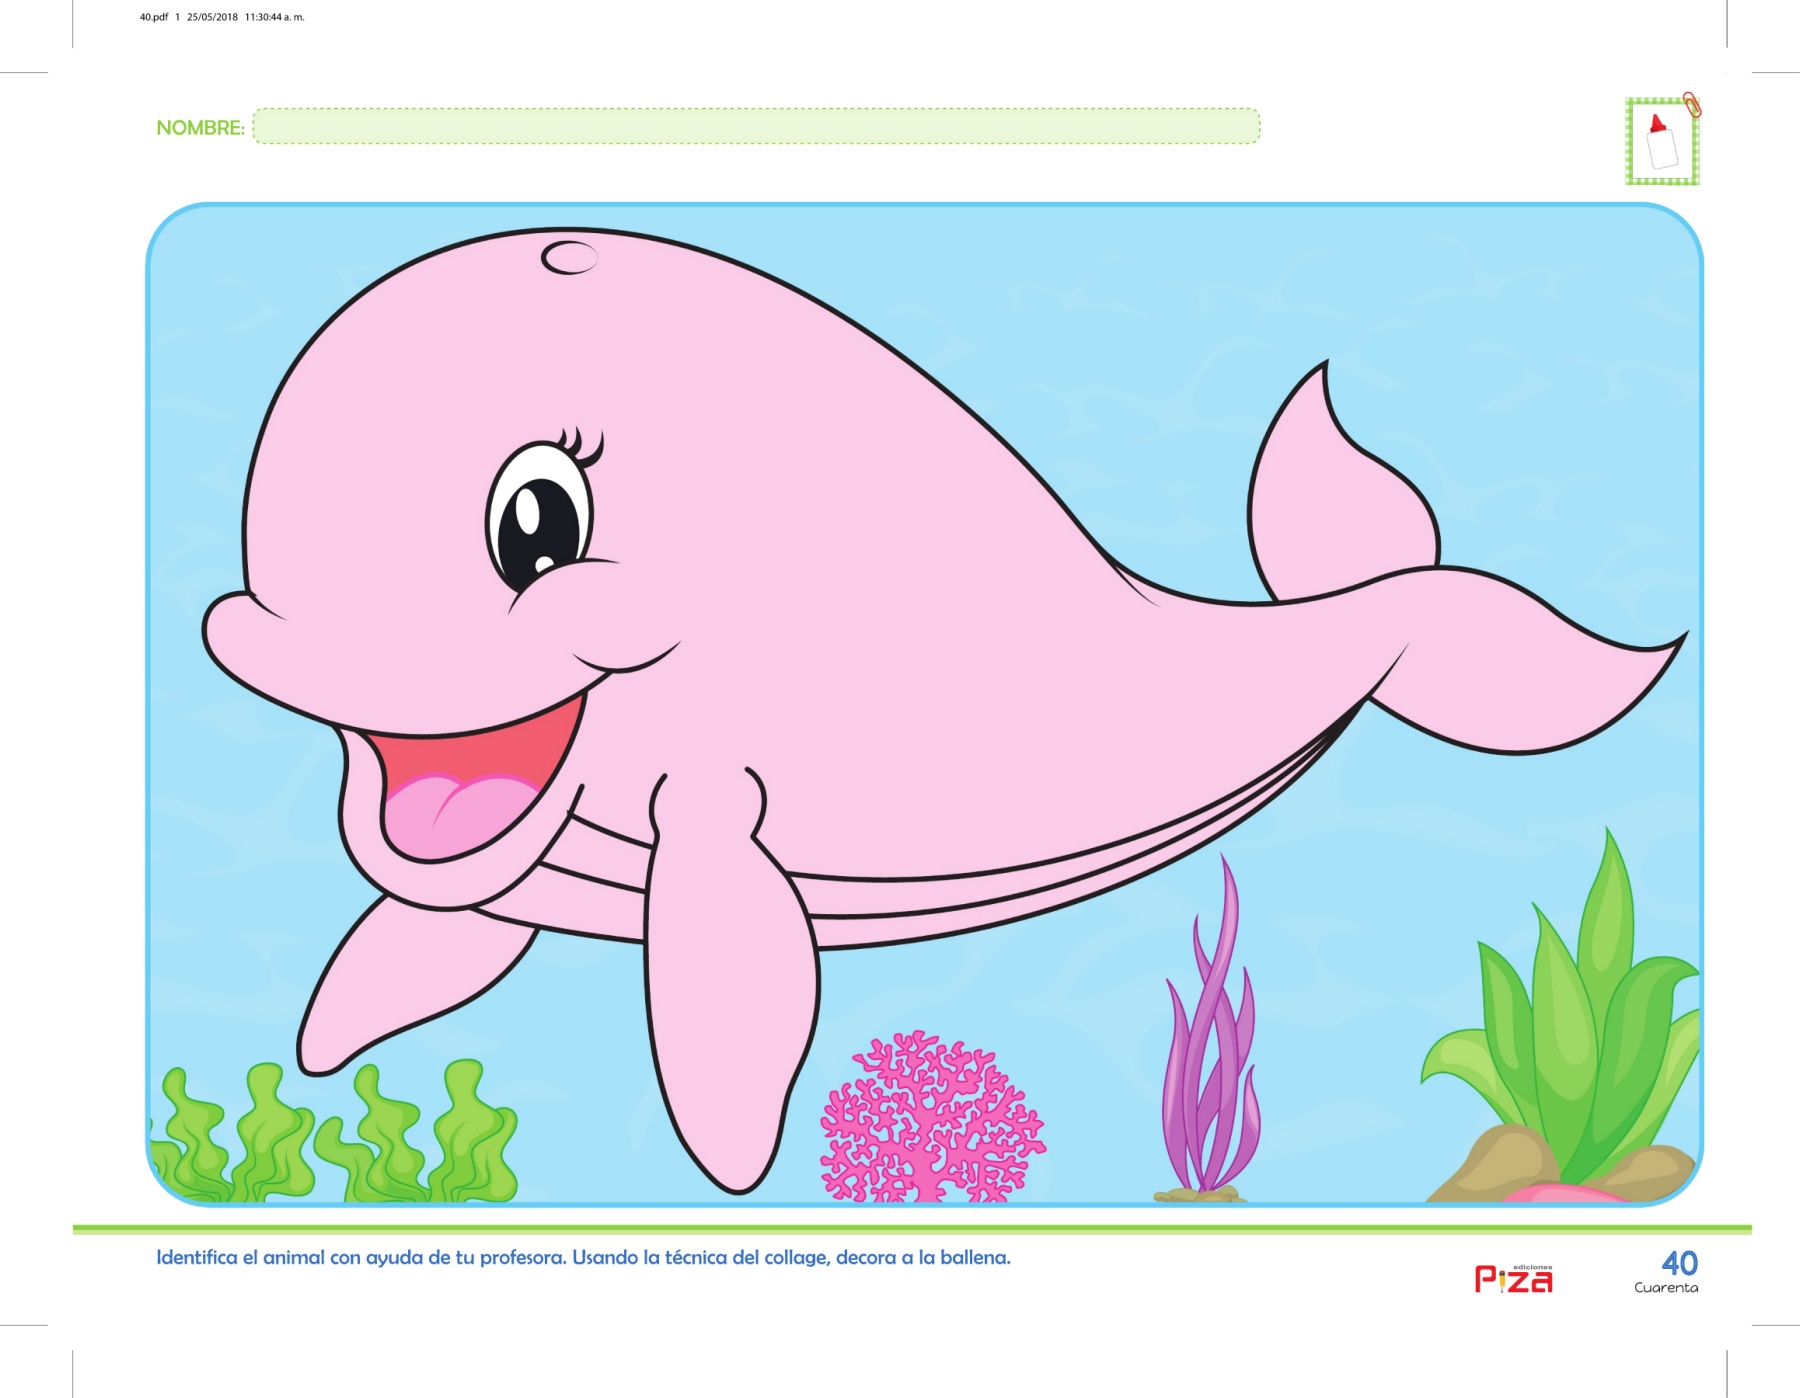 40.pdf 1 25/05/2018 11:30:44 a. m.
NOMBRE:
Identifica el animal con ayuda de tu profesora. Usando la técnica del collage, decora a la ballena.
ediciones
Piza
40
Cuarenta